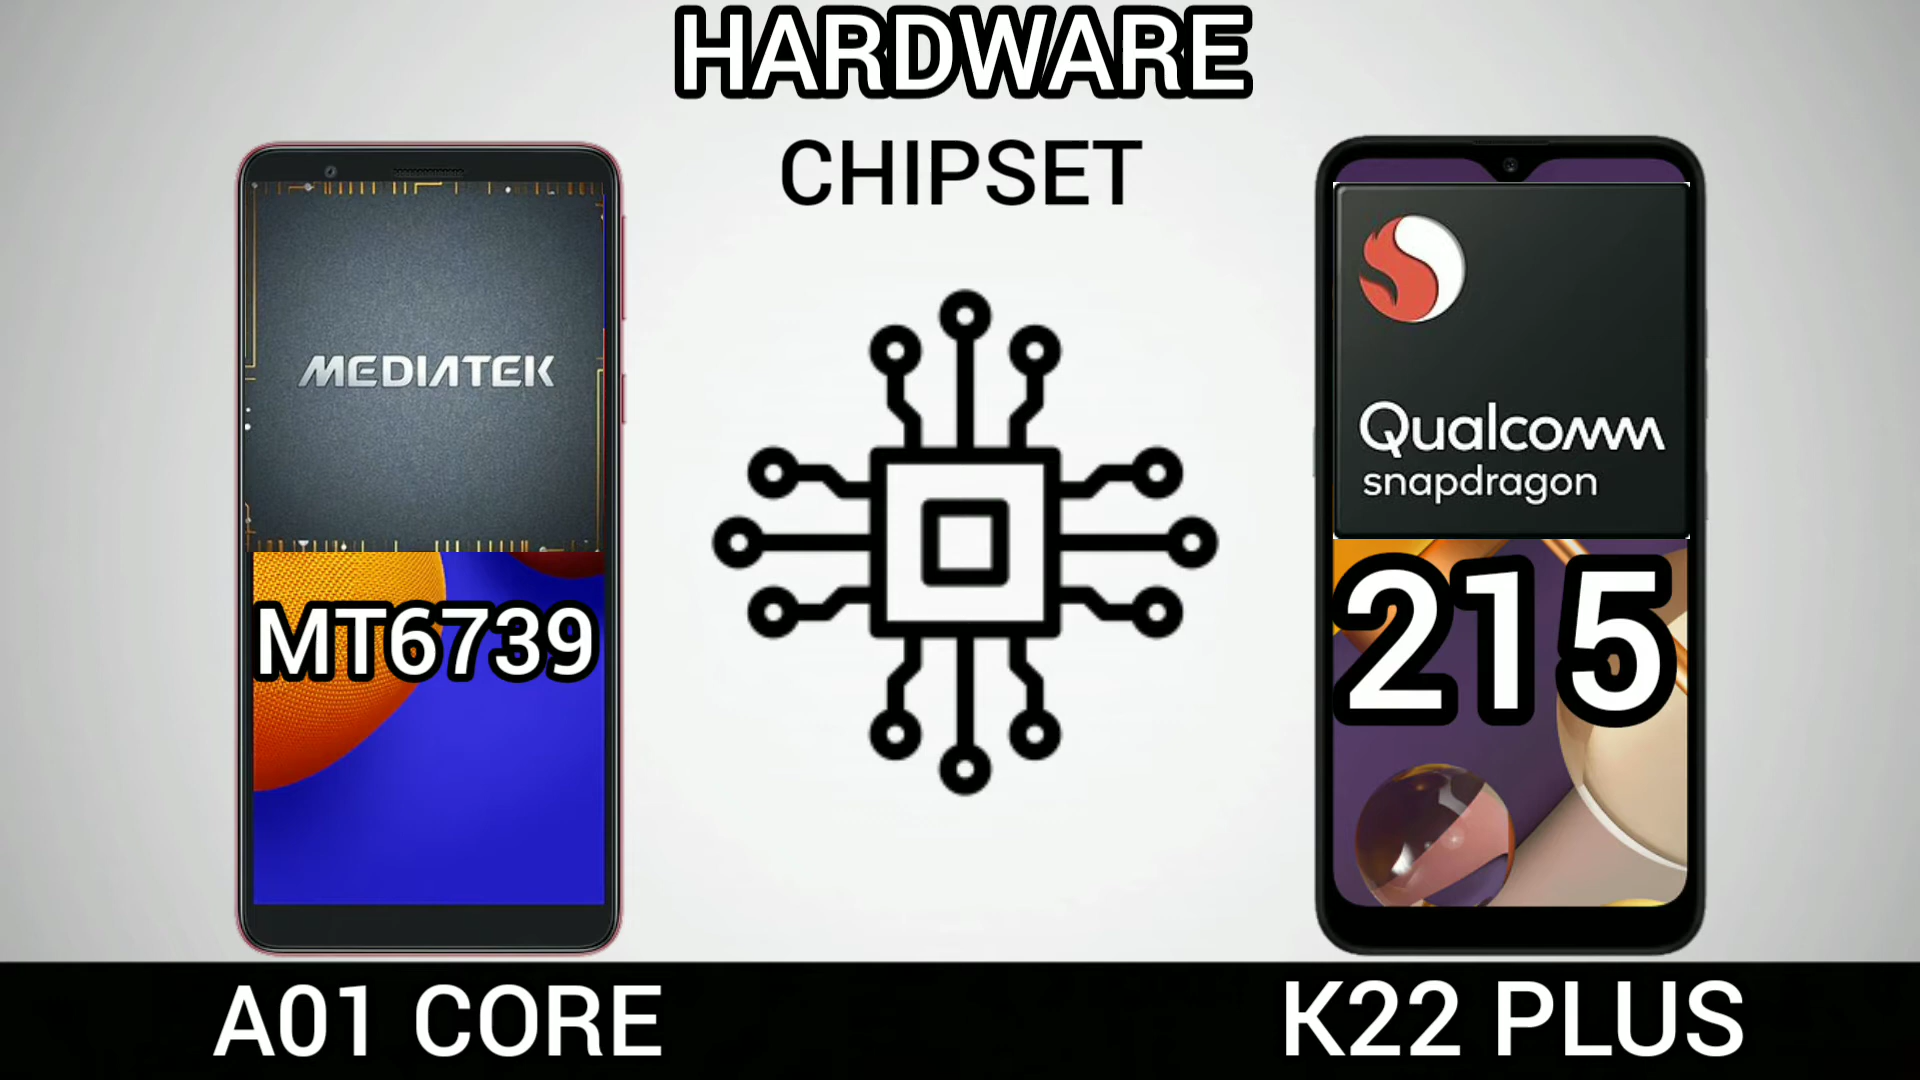 HARDWARE
CHIPSET
MEDIATEK
MT6739
Qualcomm
snapdragon
215
A01 CORE
K22 PLUS